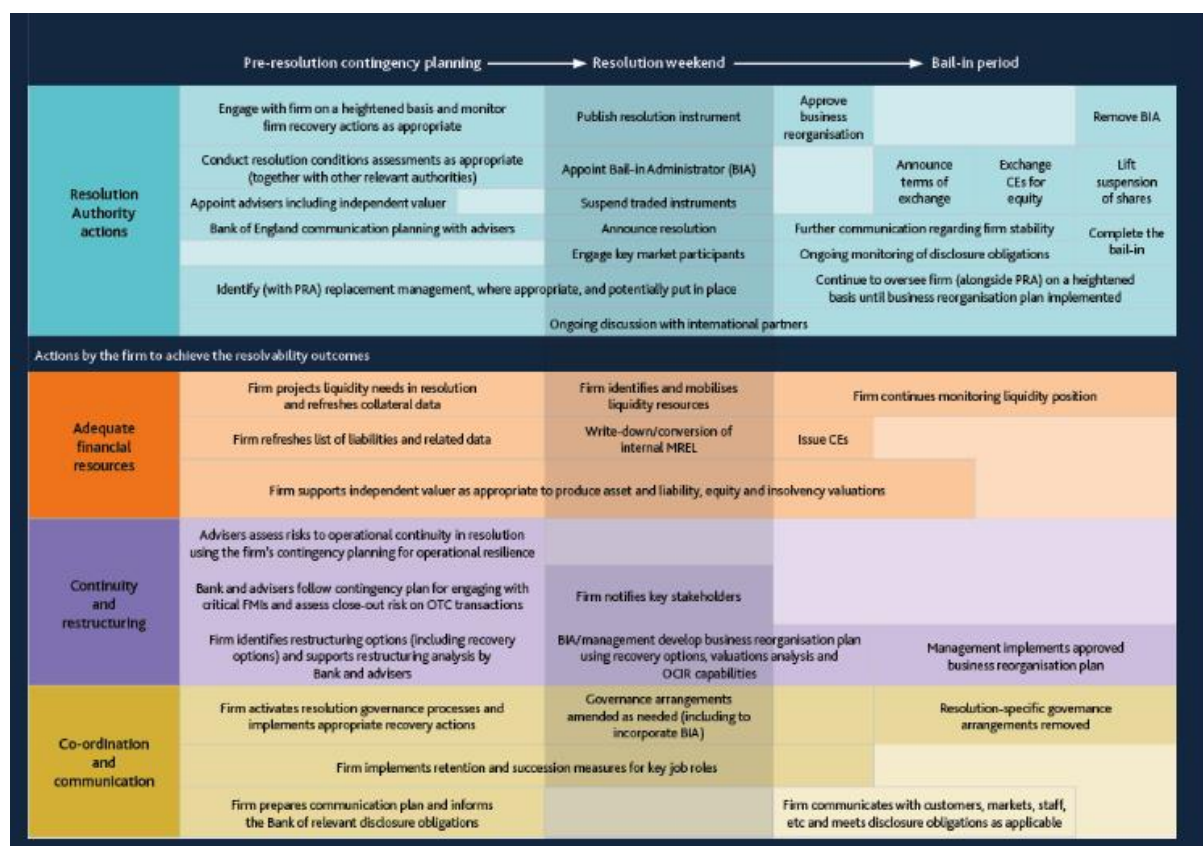 Pre-resolution contingency planning
Resolution weekend
Bail-in period
Resolution
Authority
actions
Engage with firm on a heightened basis and monitor
firm recovery actions as appropriate
Publish resolution instrument
Approve
business
reorganisation
Remove BIA
Conduct resolution conditions assessments as appropriate
(together with other relevant authorities)
Appoint Bail-in Administrator (BIA)
Announce
terms of
exchange
Exchange
CEs for
equity
Lift
suspension
of shares
Appoint advisers including independent valuer
Suspend traded instruments
Bank of England communication planning with advisers
Announce resolution
Further communication regarding firm stability
Complete the
bail-in
Engage key market participants
Ongoing monitoring of disclosure obligations
Identify (with PRA) replacement management, where appropriate, and potentially put in place
Continue to oversee firm (alongside PRA) on a heightened
basis until business reorganisation plan implemented
Ongoing discussion with international partners
Actions by the firm to achieve the resolvability outcomes
Adequate
financial
resources
Firm projects liquidity needs in resolution
and refreshes collateral data
Firm identifies and mobilises
liquidity resources
Firm continues monitoring liquidity position
Firm refreshes list of liabilities and related data
Write-down/conversion of
internal MREL
Issue CEs
Firm supports independent valuer as appropriate to produce asset and liability, equity and insolvency valuations
Continuity
and
restructuring
Advisers assess risks to operational continuity in resolution
using the firm's contingency planning for operational resilience
Bank and advisers follow contingency plan for engaging with
critical FMIs and assess close-out risk on OTC transactions
Firm notifies key stakeholders
Firm identifies restructuring options (including recovery
options) and supports restructuring analysis by
Bank and advisers
BIA/management develop business reorganisation plan
using recovery options, valuations analysis and
OCIR capabilities
Management implements approved
business reorganisation plan
Co-ordination
and
communication
Firm activates resolution governance processes and
implements appropriate recovery actions
Governance arrangements
amended as needed (including to
incorporate BIA)
Resolution-specific governance
arrangements removed
Firm implements retention and succession measures for key job roles
Firm prepares communication plan and informs
the Bank of relevant disclosure obligations
Firm communicates with customers, markets, staff,
etc and meets disclosure obligations as applicable